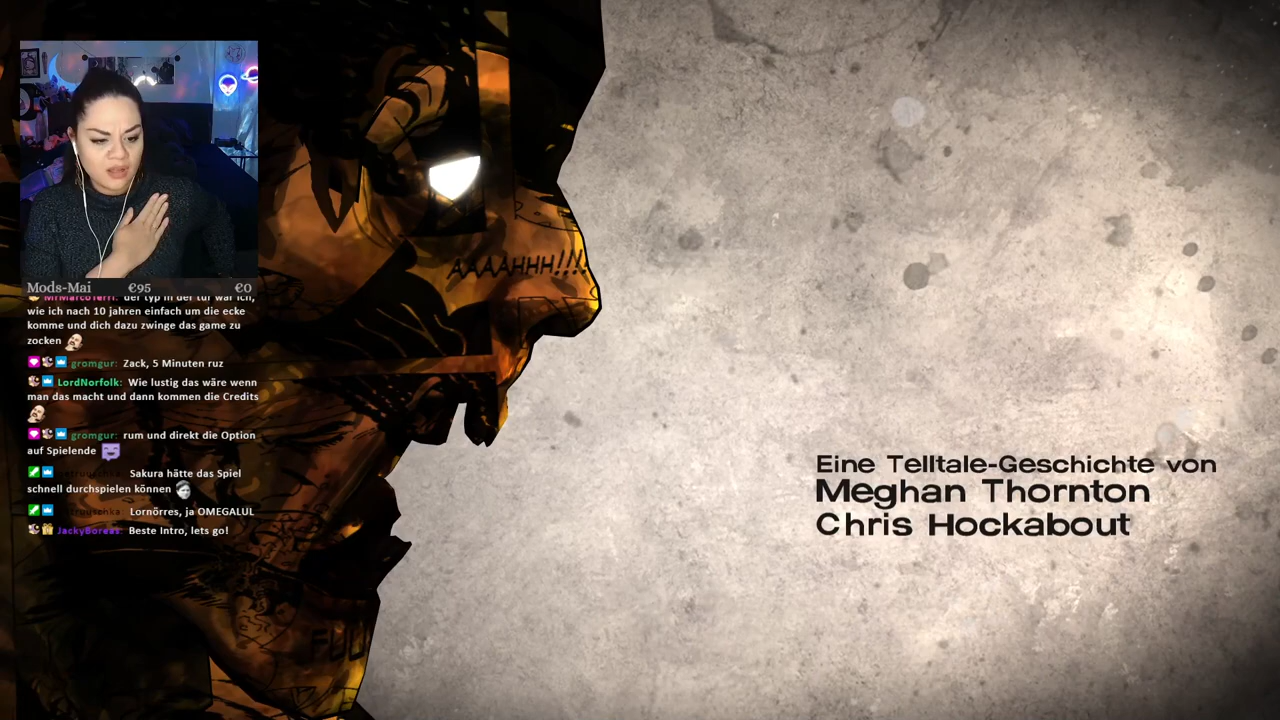 Mods-Mai €95 €0
MrMarcoTerri: der typ in der tür war ich,
wie ich nach 10 jahren einfach um die ecke
komme und dich dazu zwinge das game zu
zocken
gromgur: Zack, 5 Minuten ruz
LordNorfolk: Wie lustig das wäre wenn
man das macht und dann kommen die Credits
gromgur: rum und direkt die Option
auf Spielende
Sakura hätte das Spiel
schnell durchspielen können
Lornörres, ja OMEGALUL
JackyBoreas: Beste Intro, lets go!
AAAAHHH!!!!
FUU
Eine Telltale-Geschichte von
Meghan Thornton
Chris Hockabout